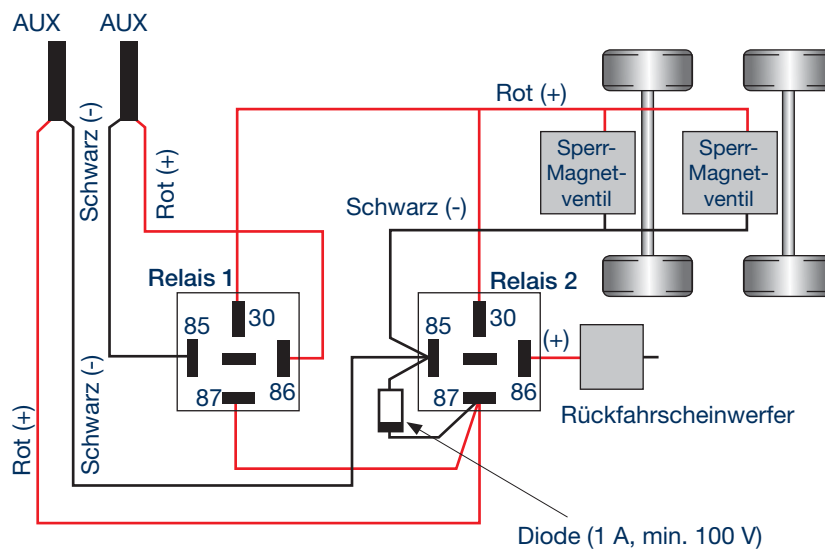 AUX
AUX
Schwarz (-)
Rot (+)
Rot (+)
Sperr-
Magnet-
ventil
Sperr-
Magnet-
ventil
Schwarz (-)
Relais 1
Relais 2
85
30
86
87
85
30
86
87
(+)
Rückfahrscheinwerfer
Rot (+)
Schwarz (-)
Diode (1 A, min. 100 V)